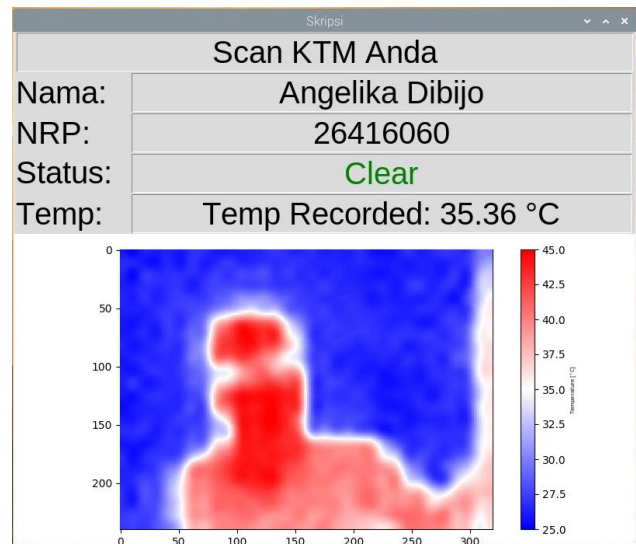 Skripsi
Scan KTM Anda
Nama: Angelika Dibijo
NRP: 26416060
Status: Clear
Temp: Temp Recorded: 35.36 °C
0
50
100
150
200
0 50 100 150 200 250 300
45.0
42.5
40.0
37.5
35.0
32.5
30.0
27.5
25.0
Temperature [°C]